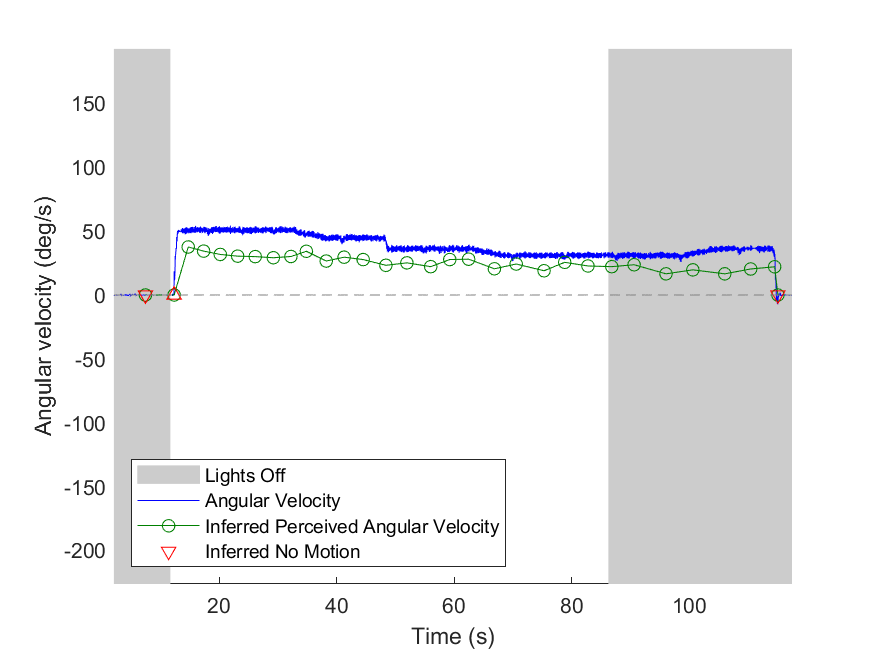 150
100
50
0
-50
-100
-150
-200
Angular velocity (deg/s)
Lights Off
Angular Velocity
Inferred Perceived Angular Velocity
Inferred No Motion
20 40 60 80 100
Time (s)